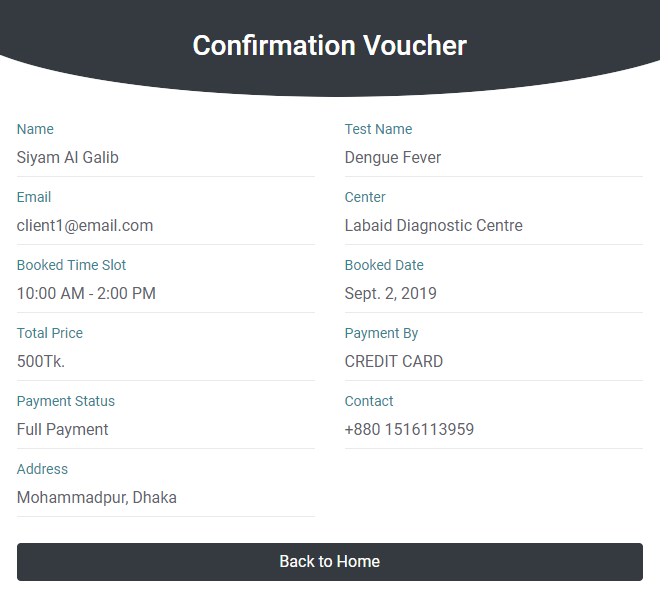 Confirmation Voucher
Name
Siyam Al Galib
Test Name
Dengue Fever
Email
client1@email.com
Center
Labaid Diagnostic Centre
Booked Time Slot
10:00 AM - 2:00 PM
Booked Date
Sept. 2, 2019
Total Price
500Tk.
Payment By
CREDIT CARD
Payment Status
Full Payment
Contact
+880 1516113959
Address
Mohammadpur, Dhaka
Back to Home